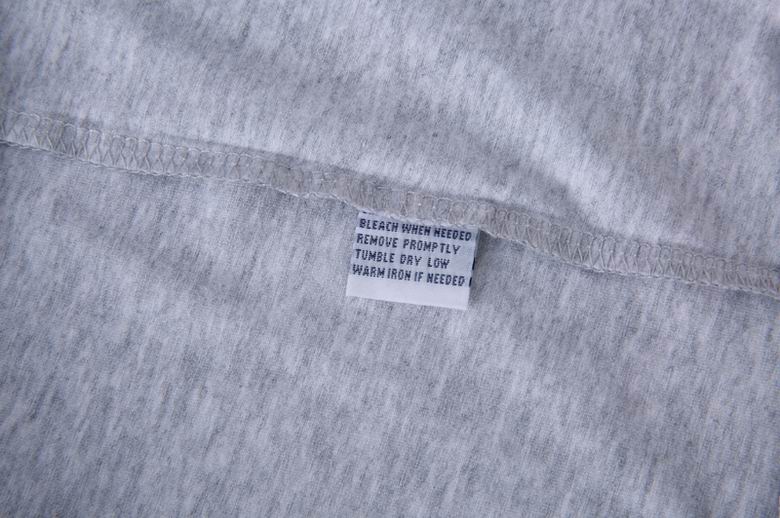 BLEACH WHEN NEEDED
REMOVE PROMPTLY
TUMBLE DRY LOW
WARM IRON IF NEEDED